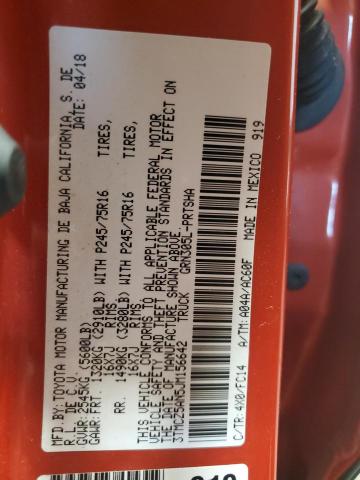 MFD.BY:TOYOTA MOTOR MANUFACTURING DE BAJA CALIFORNIA, S. DE
R.L. DE C.V. DATE: 04/18
GVWR: 2545KG (5600LB)
GAWR:FRT. 1320KG (2910LB) WITH P245/75R16 TIRES,
16X7J RIMS,
RR. 1490KG (3280LB) WITH P245/75R16 TIRES,
16X7J RIMS
THIS VEHICLE CONFORMS TO ALL APPLICABLE FEDERAL MOTOR
VEHICLE SAFETY AND THEFT PREVENTION STANDARDS IN EFFECT ON
THE DATE OF MANUFACTURE SHOWN ABOVE.
3TMCZ5AN5JM156642 TRUCK GRN305L-PRTSHA
C/TR: 4X0/FC14 A/TM: A04A/AC60F MADE IN MEXICO 919